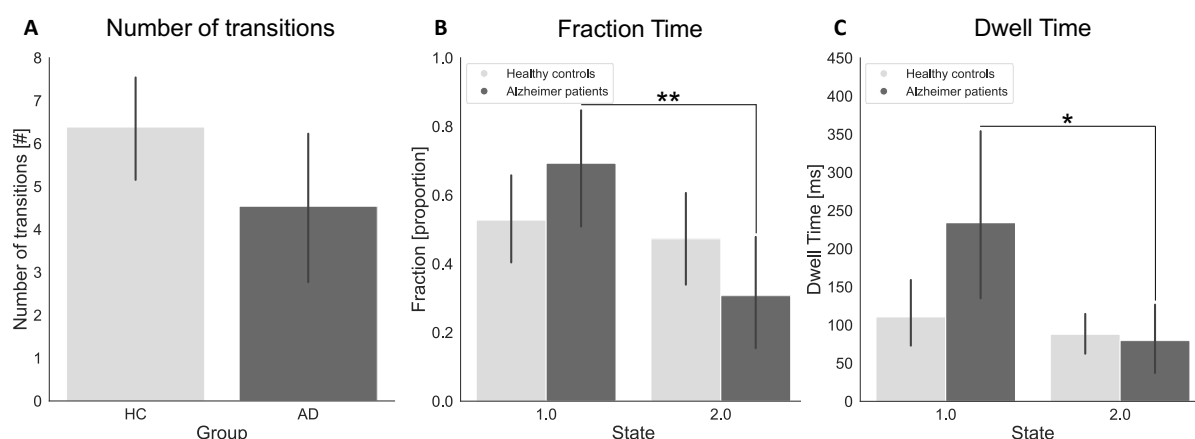 A Number of transitions
Number of transitions [#]
8
7
6
5
4
3
2
1
0
HC AD
Group
B Fraction Time
Fraction [proportion]
1.0
0.8
0.6
0.4
0.2
0.0
Healthy controls
Alzheimer patients
**
1.0 2.0
State
C Dwell Time
Dwell Time [ms]
450
400
350
300
250
200
150
100
50
0
Healthy controls
Alzheimer patients
*
1.0 2.0
State